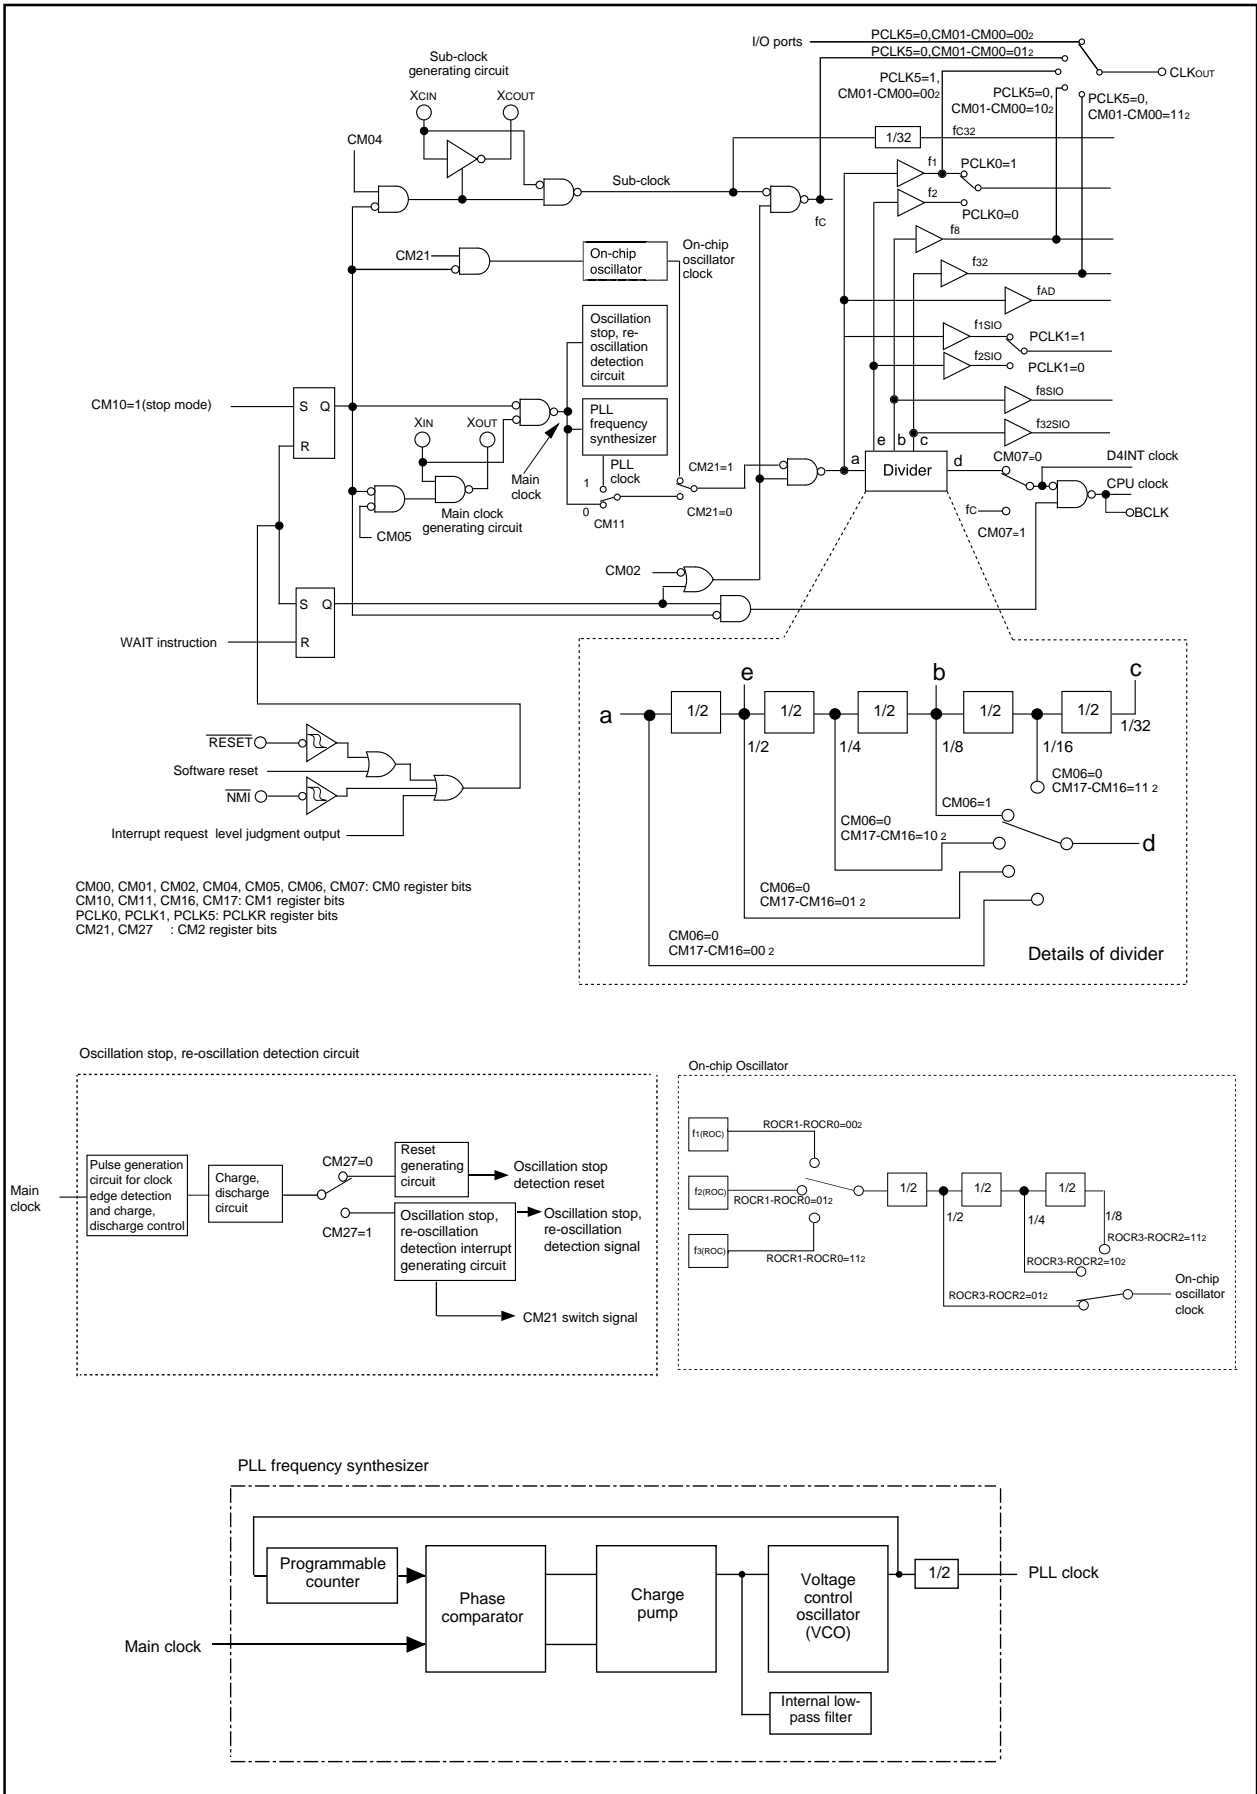 I/O ports
PCLK5=0,CM01-CM00=002
PCLK5=0,CM01-CM00=012
CLKOUT
PCLK5=1,
CM01-CM00=002
PCLK5=0,
CM01-CM00=102
PCLK5=0,
CM01-CM00=112
Sub-clock
generating circuit
XCIN
XCOUT
CM04
1/32
fC32
Sub-clock
fC
f1
PCLK0=1
f2
PCLK0=0
f8
f32
fAD
f1SIO
PCLK1=1
f2SIO
PCLK1=0
f8SIO
f32SIO
CM21
On-chip
oscillator
On-chip
oscillator
clock
Oscillation
stop, re-
oscillation
detection
circuit
CM10=1(stop mode)
S Q
R
XIN
XOUT
PLL
frequency
synthesizer
Main
clock
PLL
clock
1
0
CM11
CM21=1
CM21=0
Main clock
generating circuit
CM05
e b c
a
Divider
d
CM07=0
D4INT clock
CPU clock
BCLK
fC
CM07=1
CM02
S Q
R
WAIT instruction
RESET
Software reset
NMI
Interrupt request level judgment output
e
b
c
a
1/2
1/2
1/2
1/2
1/2
1/2
1/4
1/8
1/16
1/32
CM06=0
CM17-CM16=11 2
CM06=1
CM06=0
CM17-CM16=10 2
d
CM06=0
CM17-CM16=01 2
CM06=0
CM17-CM16=00 2
Details of divider
CM00, CM01, CM02, CM04, CM05, CM06, CM07: CM0 register bits
CM10, CM11, CM16, CM17: CM1 register bits
PCLK0, PCLK1, PCLK5: PCLKR register bits
CM21, CM27 : CM2 register bits
Oscillation stop, re-oscillation detection circuit
Main
clock
Pulse generation
circuit for clock
edge detection
and charge,
discharge control
Charge,
discharge
circuit
CM27=0
CM27=1
Reset
generating
circuit
Oscillation stop
detection reset
Oscillation stop,
re-oscillation
detection interrupt
generating circuit
Oscillation stop,
re-oscillation
detection signal
CM21 switch signal
On-chip Oscillator
f1(ROC)
ROCR1-ROCR0=002
f2(ROC)
ROCR1-ROCR0=012
f3(ROC)
ROCR1-ROCR0=112
1/2
1/2
1/2
1/2
1/4
1/8
ROCR3-ROCR2=112
ROCR3-ROCR2=102
ROCR3-ROCR2=012
On-chip
oscillator
clock
PLL frequency synthesizer
Programmable
counter
Main clock
Phase
comparator
Charge
pump
Voltage
control
oscillator
(VCO)
1/2
PLL clock
Internal low-
pass filter